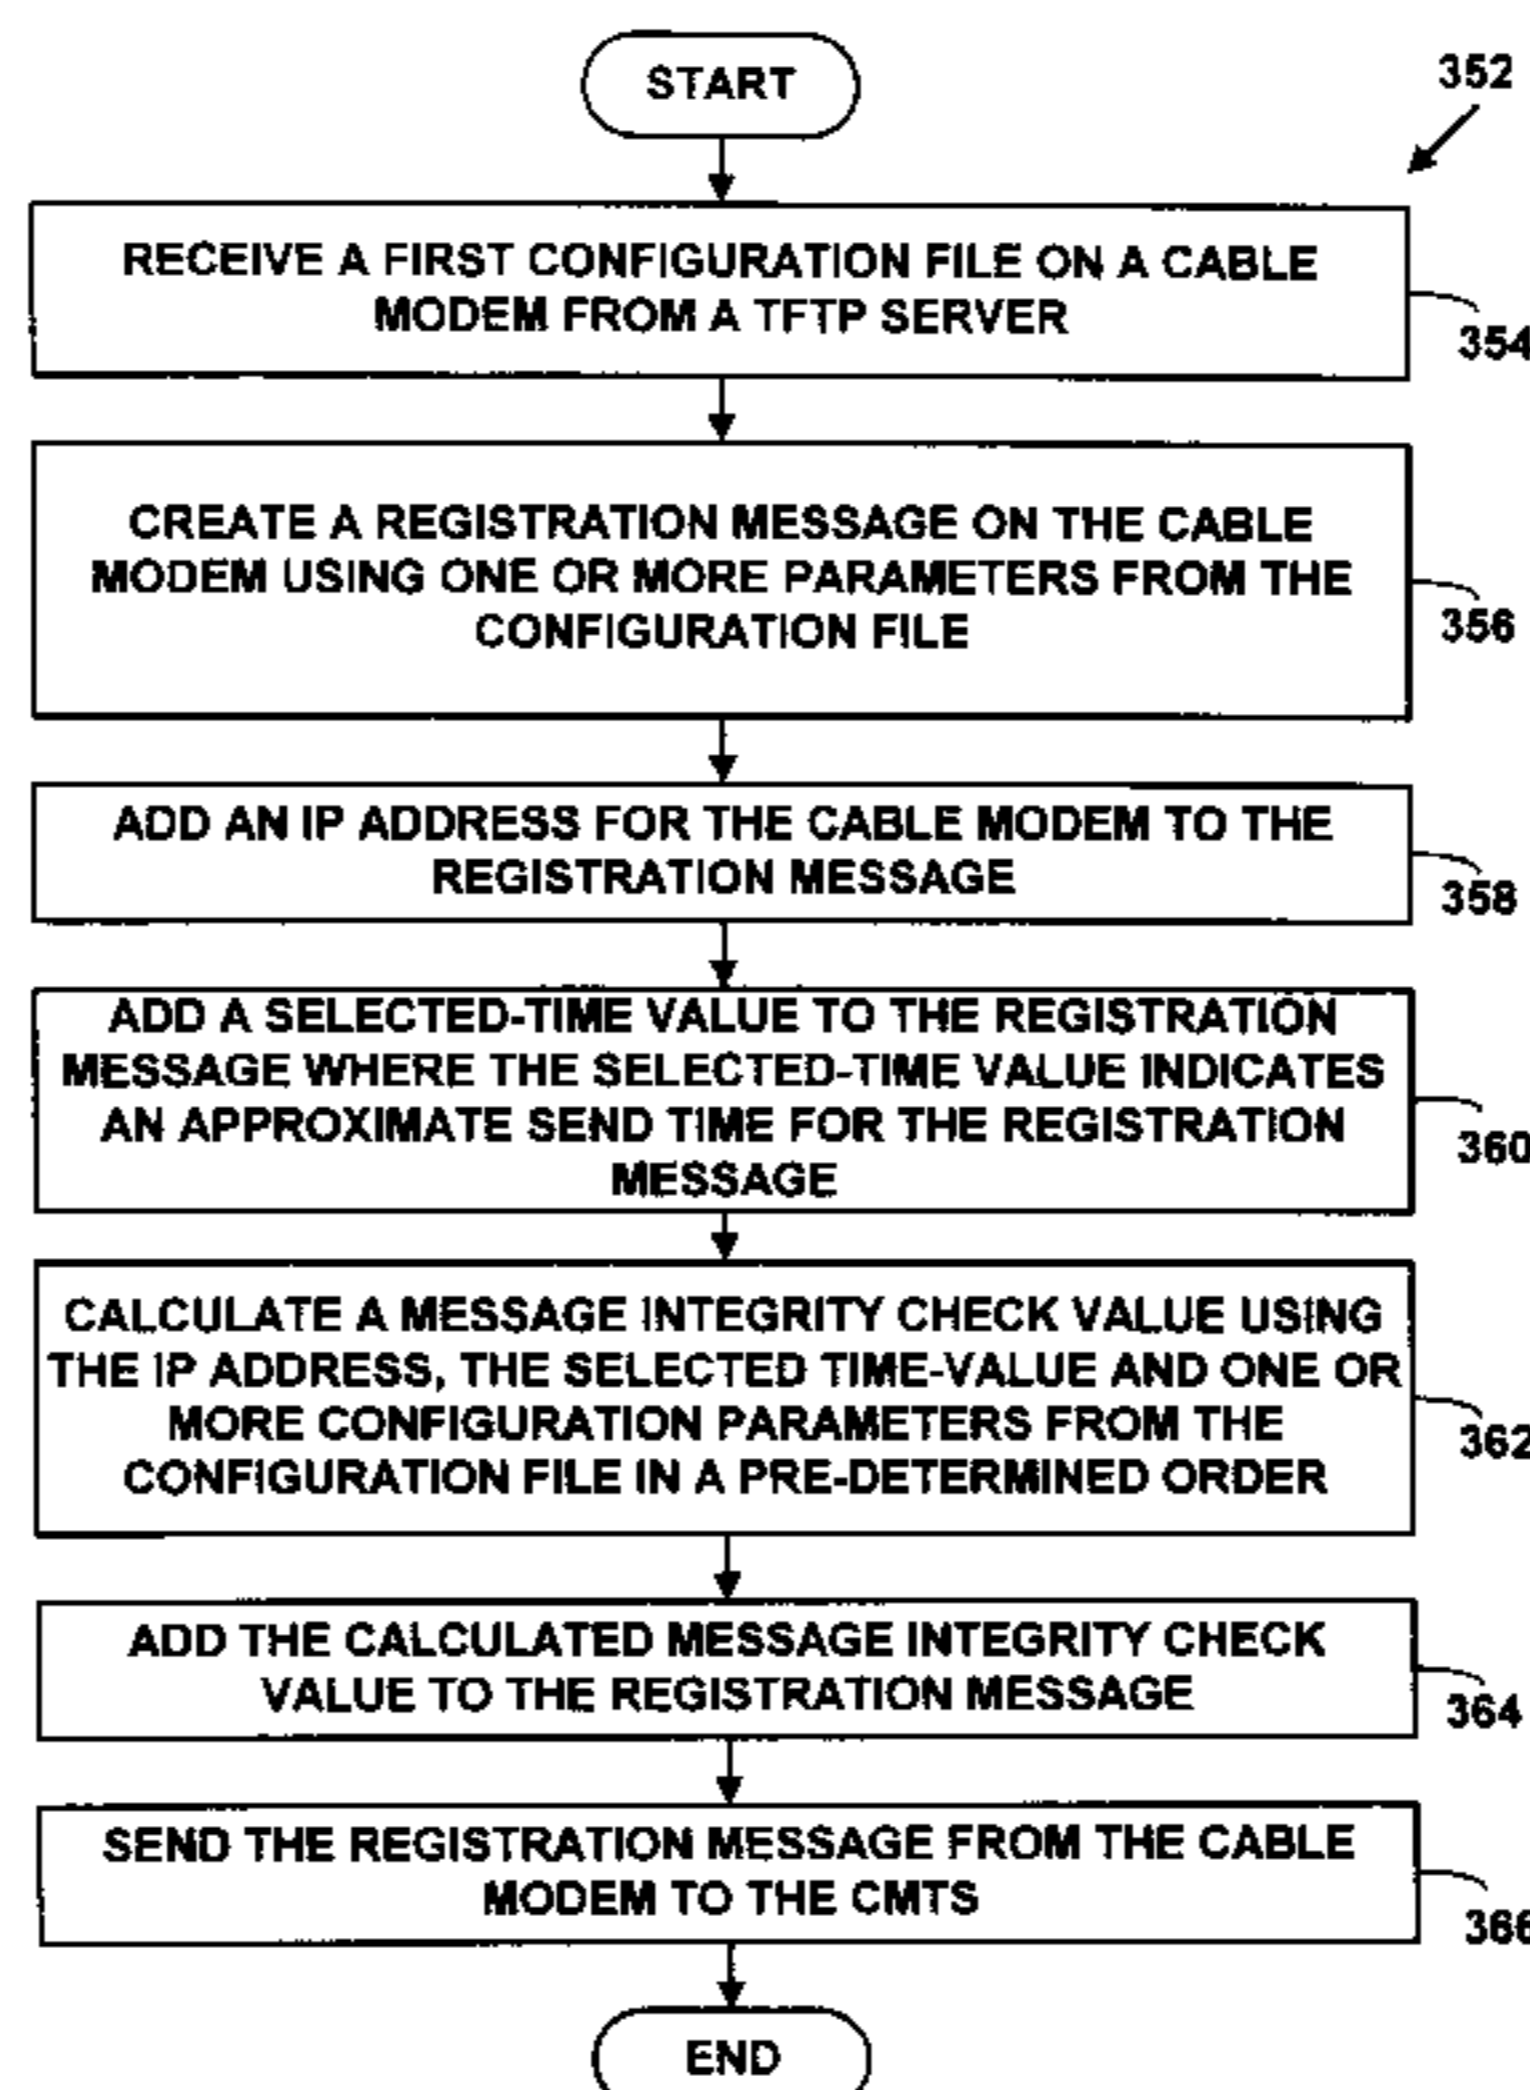 START
352
RECEIVE A FIRST CONFIGURATION FILE ON A CABLE
MODEM FROM A TFTP SERVER
354
CREATE A REGISTRATION MESSAGE ON THE CABLE
MODEM USING ONE OR MORE PARAMETERS FROM THE
CONFIGURATION FILE
356
ADD AN IP ADDRESS FOR THE CABLE MODEM TO THE
REGISTRATION MESSAGE
358
ADD A SELECTED-TIME VALUE TO THE REGISTRATION
MESSAGE WHERE THE SELECTED-TIME VALUE INDICATES
AN APPROXIMATE SEND TIME FOR THE REGISTRATION
MESSAGE
360
CALCULATE A MESSAGE INTEGRITY CHECK VALUE USING
THE IP ADDRESS, THE SELECTED TIME-VALUE AND ONE OR
MORE CONFIGURATION PARAMETERS FROM THE
CONFIGURATION FILE IN A PRE-DETERMINED ORDER
362
ADD THE CALCULATED MESSAGE INTEGRITY CHECK
VALUE TO THE REGISTRATION MESSAGE
364
SEND THE REGISTRATION MESSAGE FROM THE CABLE
MODEM TO THE CMTS
366
END